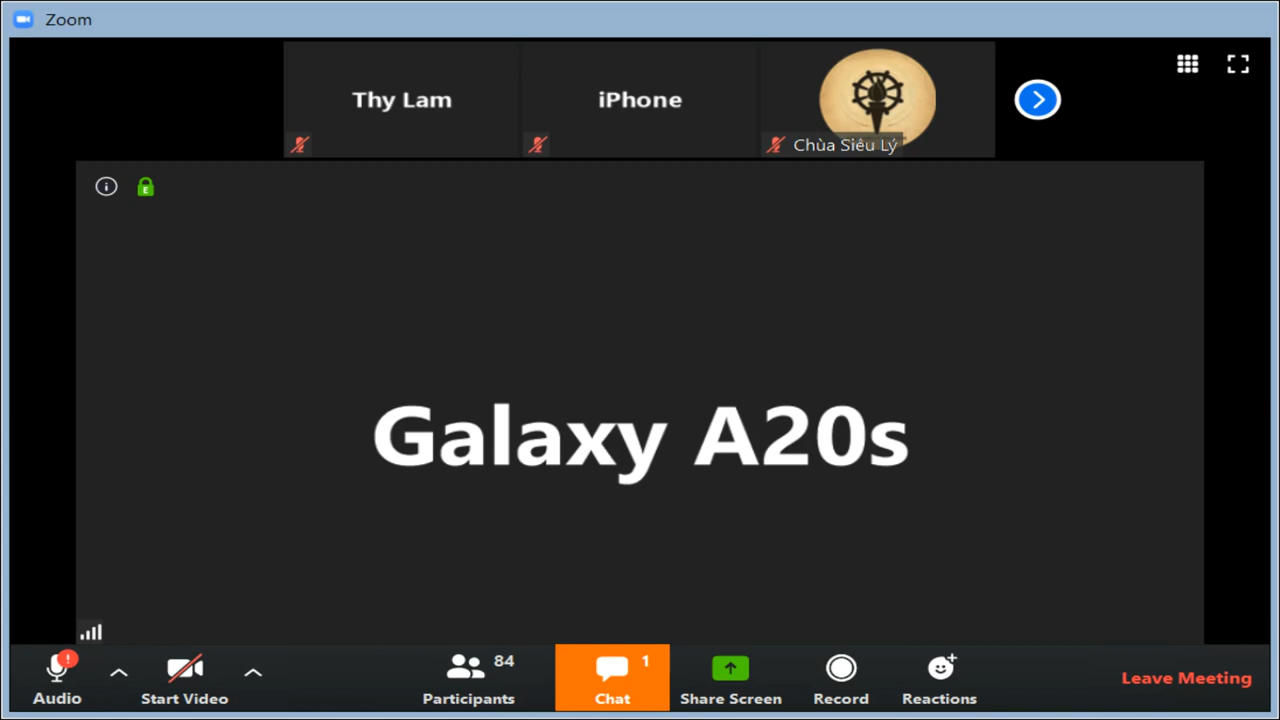 Zoom
Thy Lam
iPhone
Chùa Siêu Lý
E
Galaxy A20s
84
1
Audio
Start Video
Participants
Chat
Share Screen
Record
Reactions
Leave Meeting